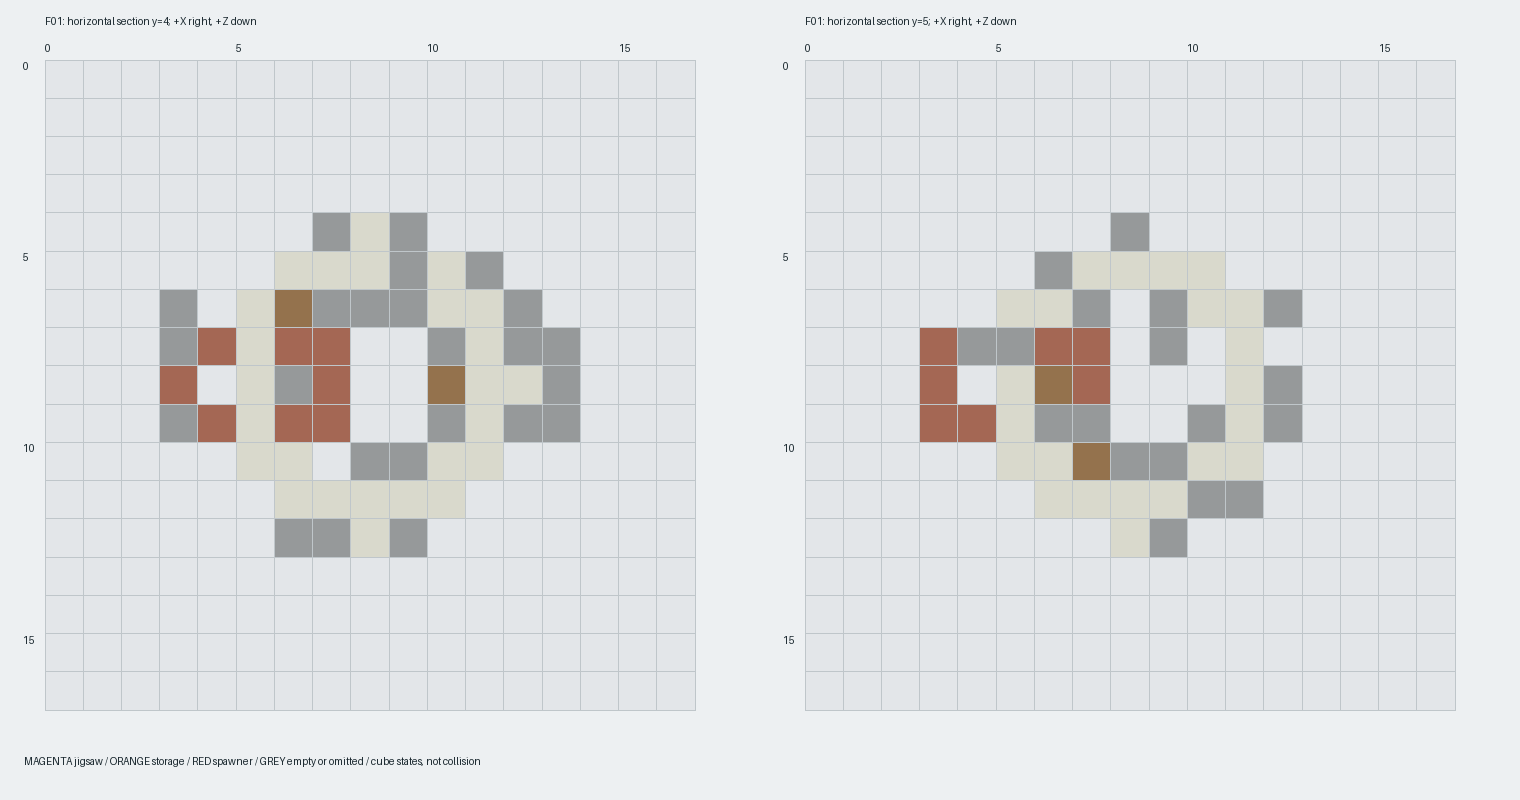 F01: horizontal section y=4; +X right, +Z down
F01: horizontal section y=5; +X right, +Z down
0 5 10 15
0 5 10 15
0
0
5
5
10
10
15
15
MAGENTA jigsaw / ORANGE storage / RED spawner / GREY empty or omitted / cube states, not collision